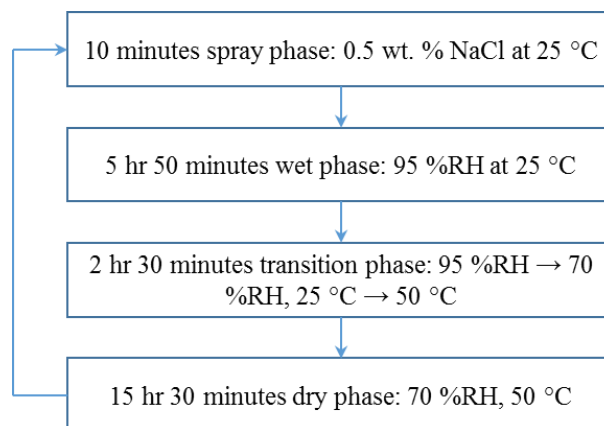 10 minutes spray phase: 0.5 wt. % NaCl at 25 °C
5 hr 50 minutes wet phase: 95 %RH at 25 °C
2 hr 30 minutes transition phase: 95 %RH → 70
%RH, 25 °C → 50 °C
15 hr 30 minutes dry phase: 70 %RH, 50 °C